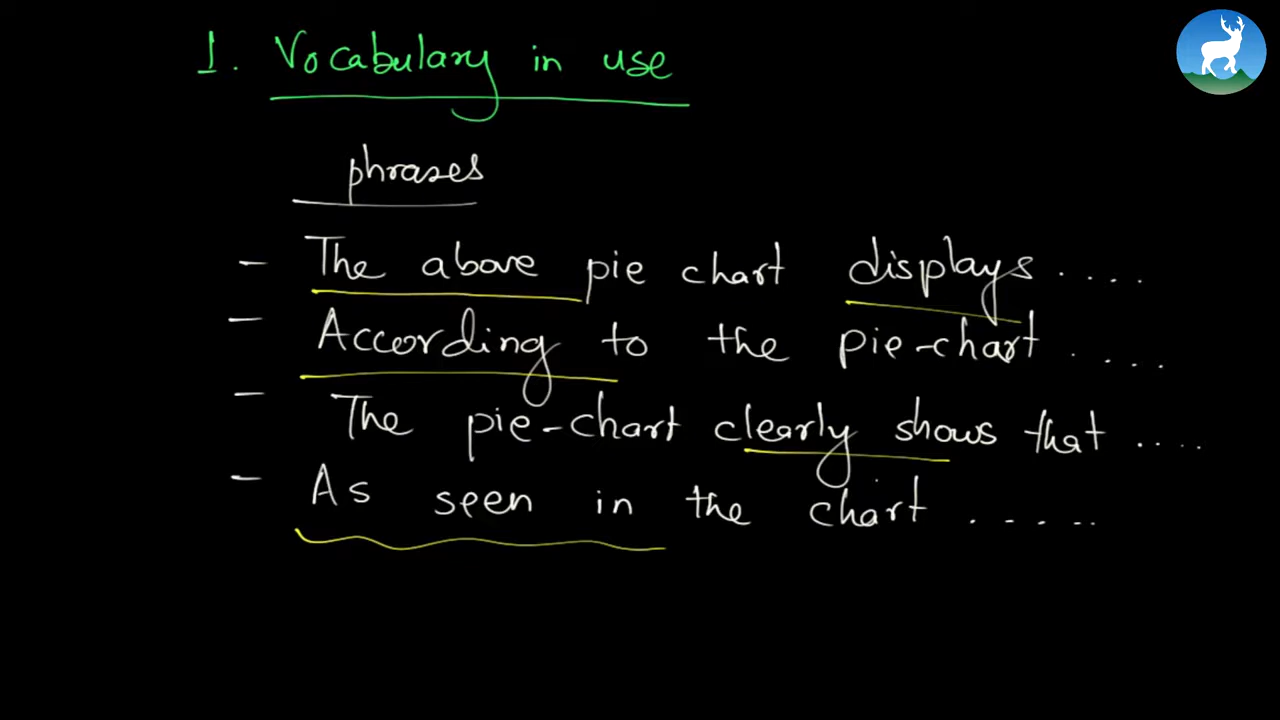 1. Vocabulary in use
phrases
- The above pie chart displays ....
- According to the pie-chart ....
- The pie-chart clearly shows that ....
- As seen in the chart ......